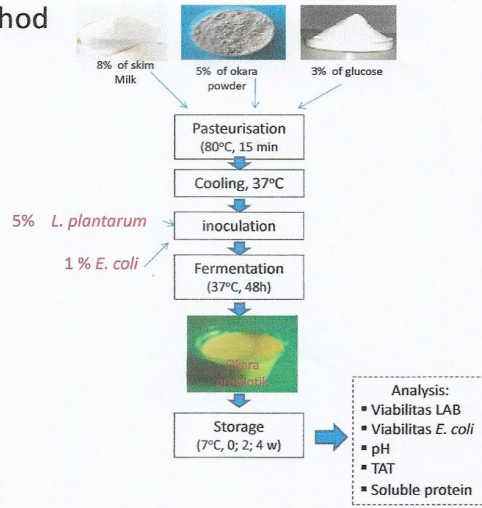 hod
8% of skim
Milk
5% of okara
powder
3% of glucose
Pasteurisation
(80°C, 15 min
Cooling, 37°C
5% L. plantarum
inoculation
1 % E. coli
Fermentation
(37°C, 48h)
Okara
probiotik
Storage
(7°C, 0; 2; 4 w)
Analysis:
▪ Viabilitas LAB
▪ Viabilitas E. coli
▪ pH
▪ TAT
▪ Soluble protein